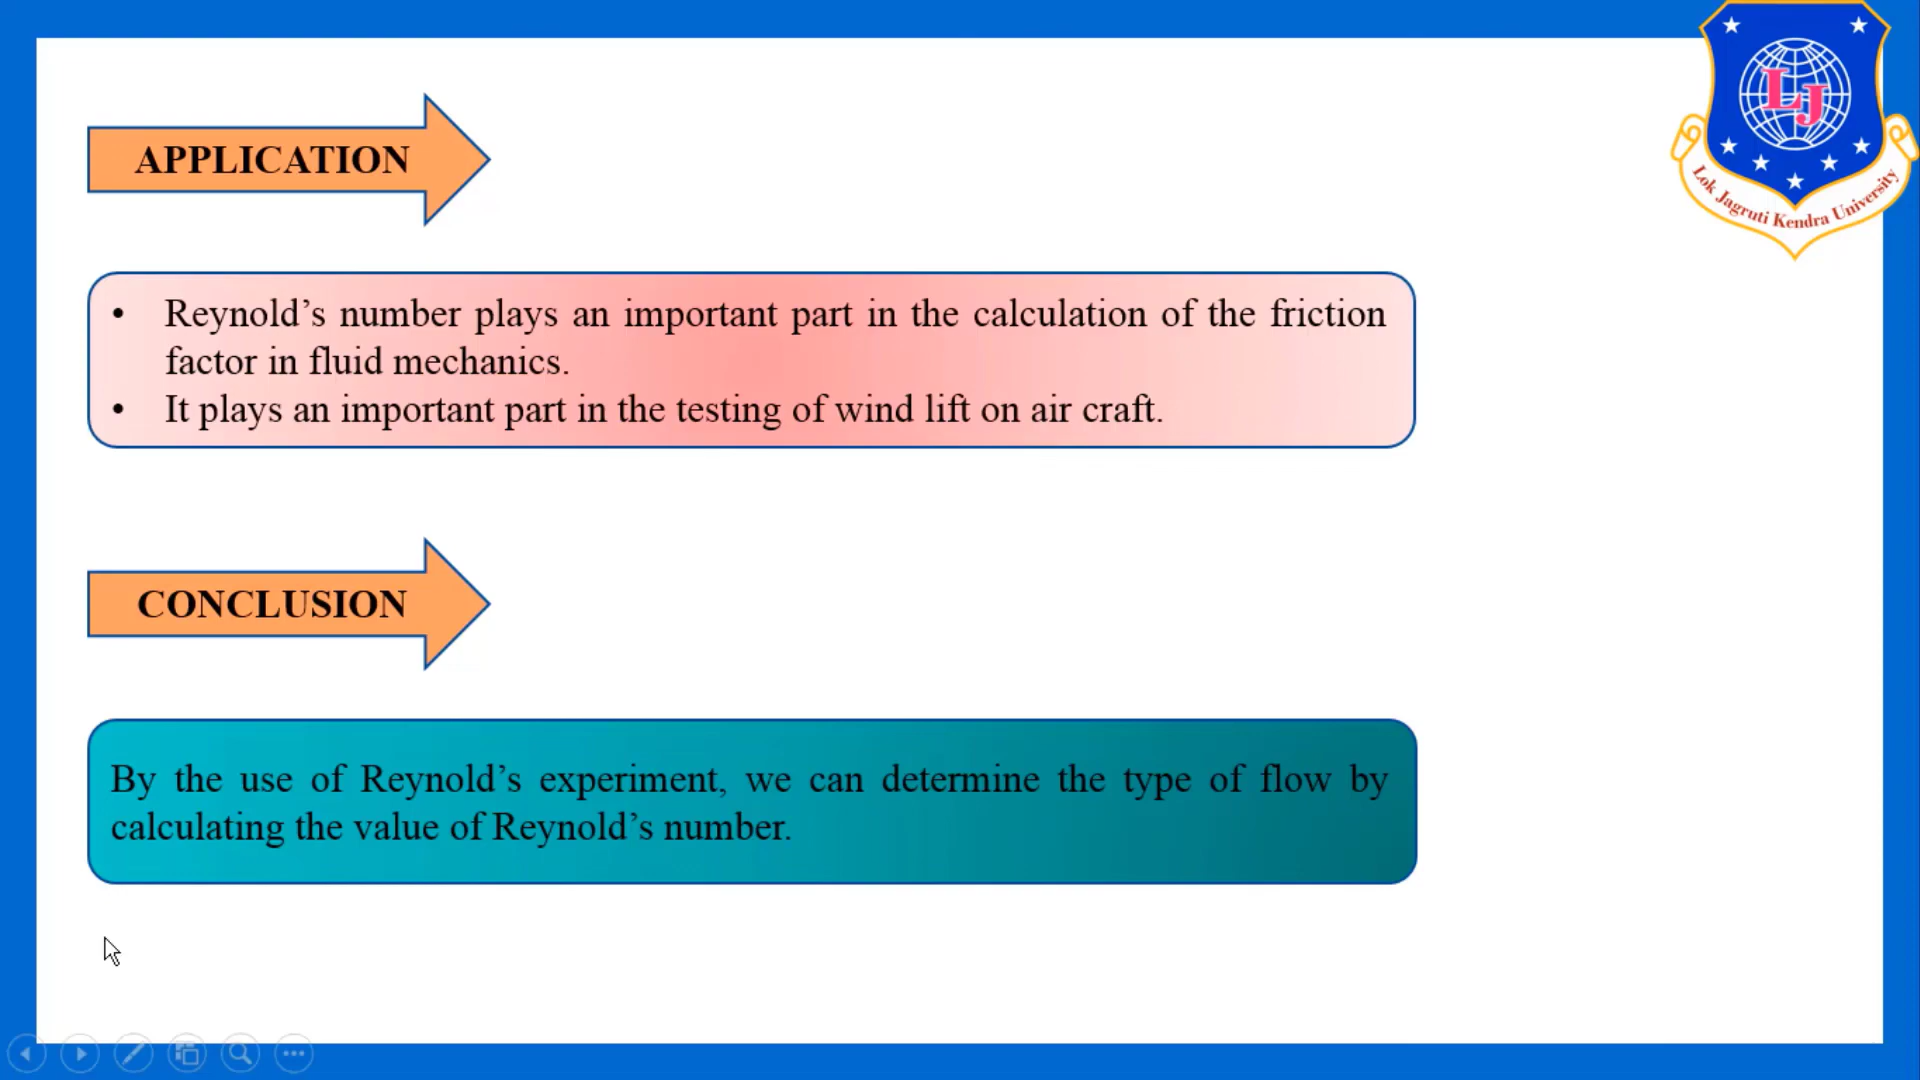 LJ
Lok Jagruti Kendra University
APPLICATION
• Reynold’s number plays an important part in the calculation of the friction
factor in fluid mechanics.
• It plays an important part in the testing of wind lift on air craft.
CONCLUSION
By the use of Reynold’s experiment, we can determine the type of flow by
calculating the value of Reynold’s number.